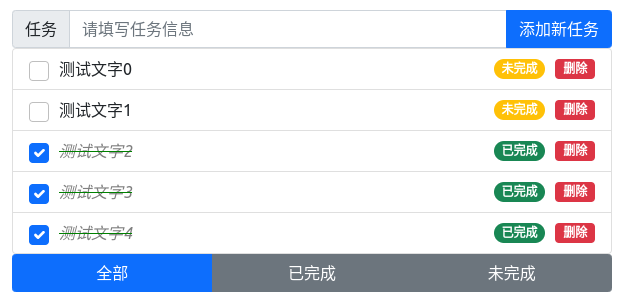 任务 请填写任务信息 添加新任务
测试文字0 未完成 删除
测试文字1 未完成 删除
测试文字2 已完成 删除
测试文字3 已完成 删除
测试文字4 已完成 删除
全部 已完成 未完成